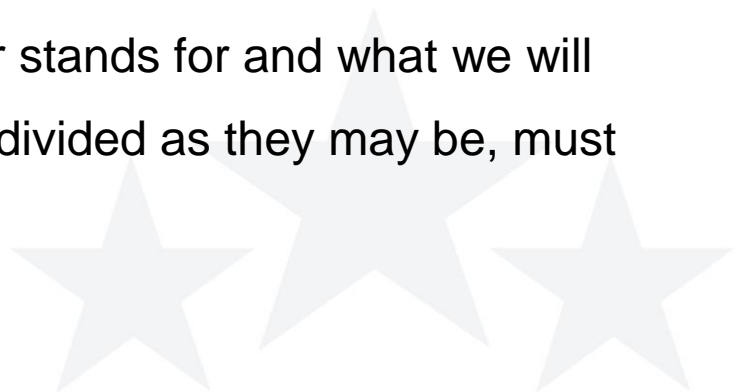 stands for and what we will
divided as they may be, must